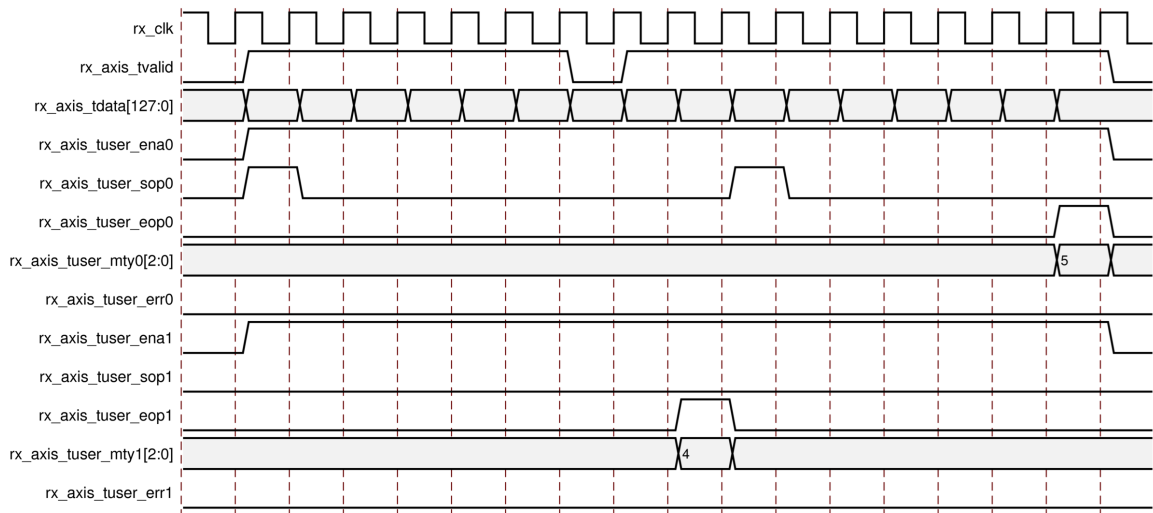 rx_clk
rx_axis_tvalid
rx_axis_tdata[127:0]
rx_axis_tuser_ena0
rx_axis_tuser_sop0
rx_axis_tuser_eop0
rx_axis_tuser_mty0[2:0] 5
rx_axis_tuser_err0
rx_axis_tuser_ena1
rx_axis_tuser_sop1
rx_axis_tuser_eop1
rx_axis_tuser_mty1[2:0] 4
rx_axis_tuser_err1